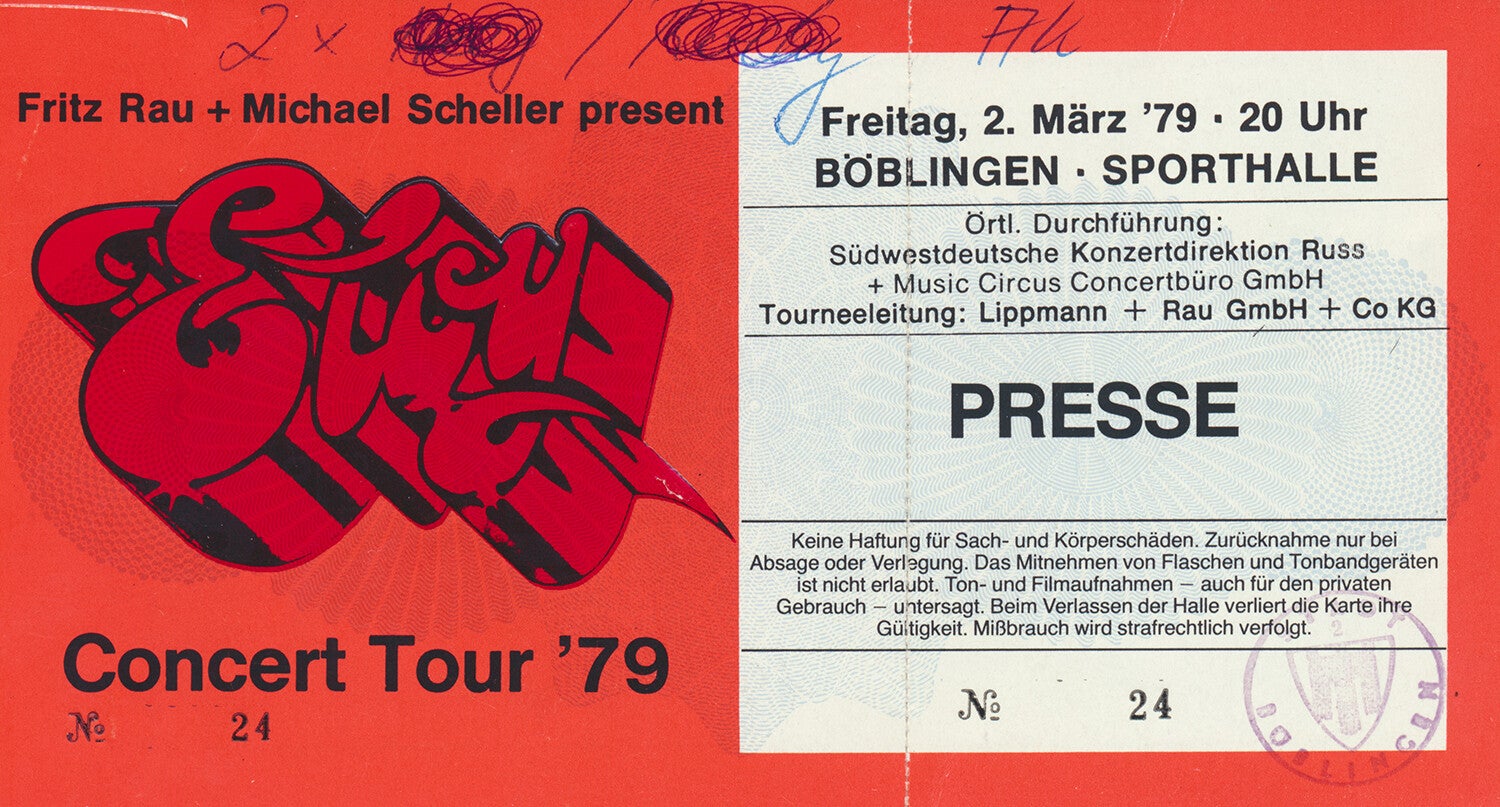 2 x
Fritz Rau + Michael Scheller present
Concert Tour '79
№ 24
Freitag, 2. März '79 · 20 Uhr
BÖBLINGEN · SPORTHALLE
Örtl. Durchführung:
Südwestdeutsche Konzertdirektion Russ
+ Music Circus Concertbüro GmbH
Tourneeleitung: Lippmann + Rau GmbH + Co KG
PRESSE
Keine Haftung für Sach- und Körperschäden. Zurücknahme nur bei
Absage oder Verlegung. Das Mitnehmen von Flaschen und Tonbandgeräten
ist nicht erlaubt. Ton- und Filmaufnahmen – auch für den privaten
Gebrauch – untersagt. Beim Verlassen der Halle verliert die Karte ihre
Gültigkeit. Mißbrauch wird strafrechtlich verfolgt.
№ 24
2
BÖBLINGEN